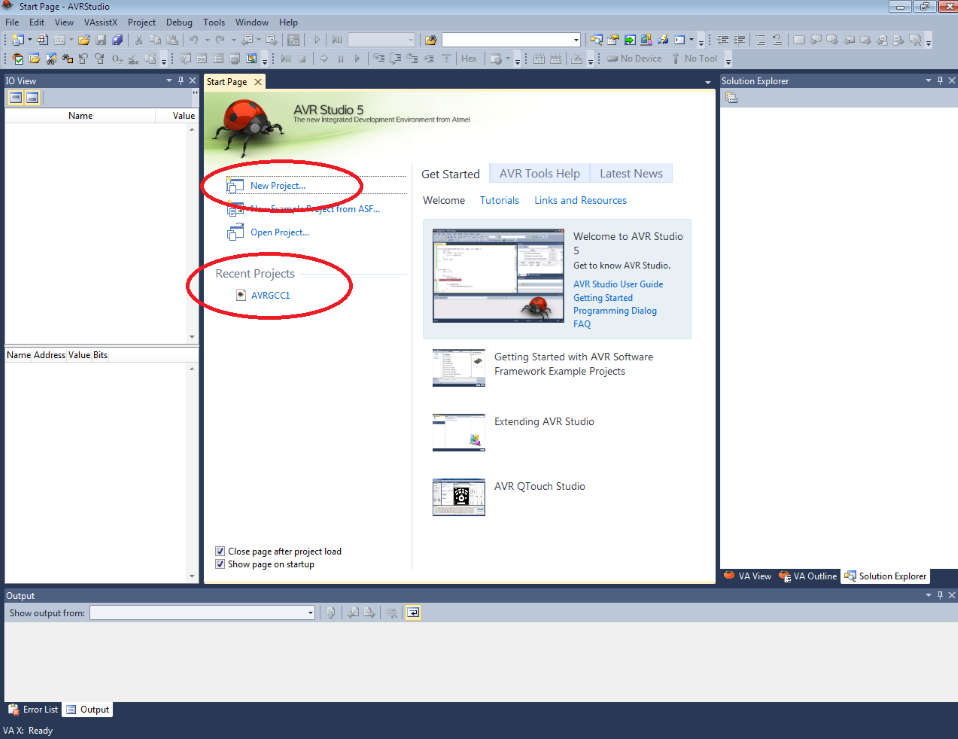 Start Page - AVRStudio
File Edit View VAssistX Project Debug Tools Window Help
Hex No Device No Tool
IO View
Name Value
Name Address Value Bits
Start Page
AVR Studio 5
The new Integrated Development Environment from Atmel
New Project...
New Example Project from ASF...
Open Project...
Recent Projects
AVRGCC1
Close page after project load
Show page on startup
Get Started AVR Tools Help Latest News
Welcome Tutorials Links and Resources
Welcome to AVR Studio
5
Get to know AVR Studio.
AVR Studio User Guide
Getting Started
Programming Dialog
FAQ
Getting Started with AVR Software
Framework Example Projects
Extending AVR Studio
AVR QTouch Studio
Solution Explorer
VA View VA Outline Solution Explorer
Output
Show output from:
Error List Output
VA X: Ready